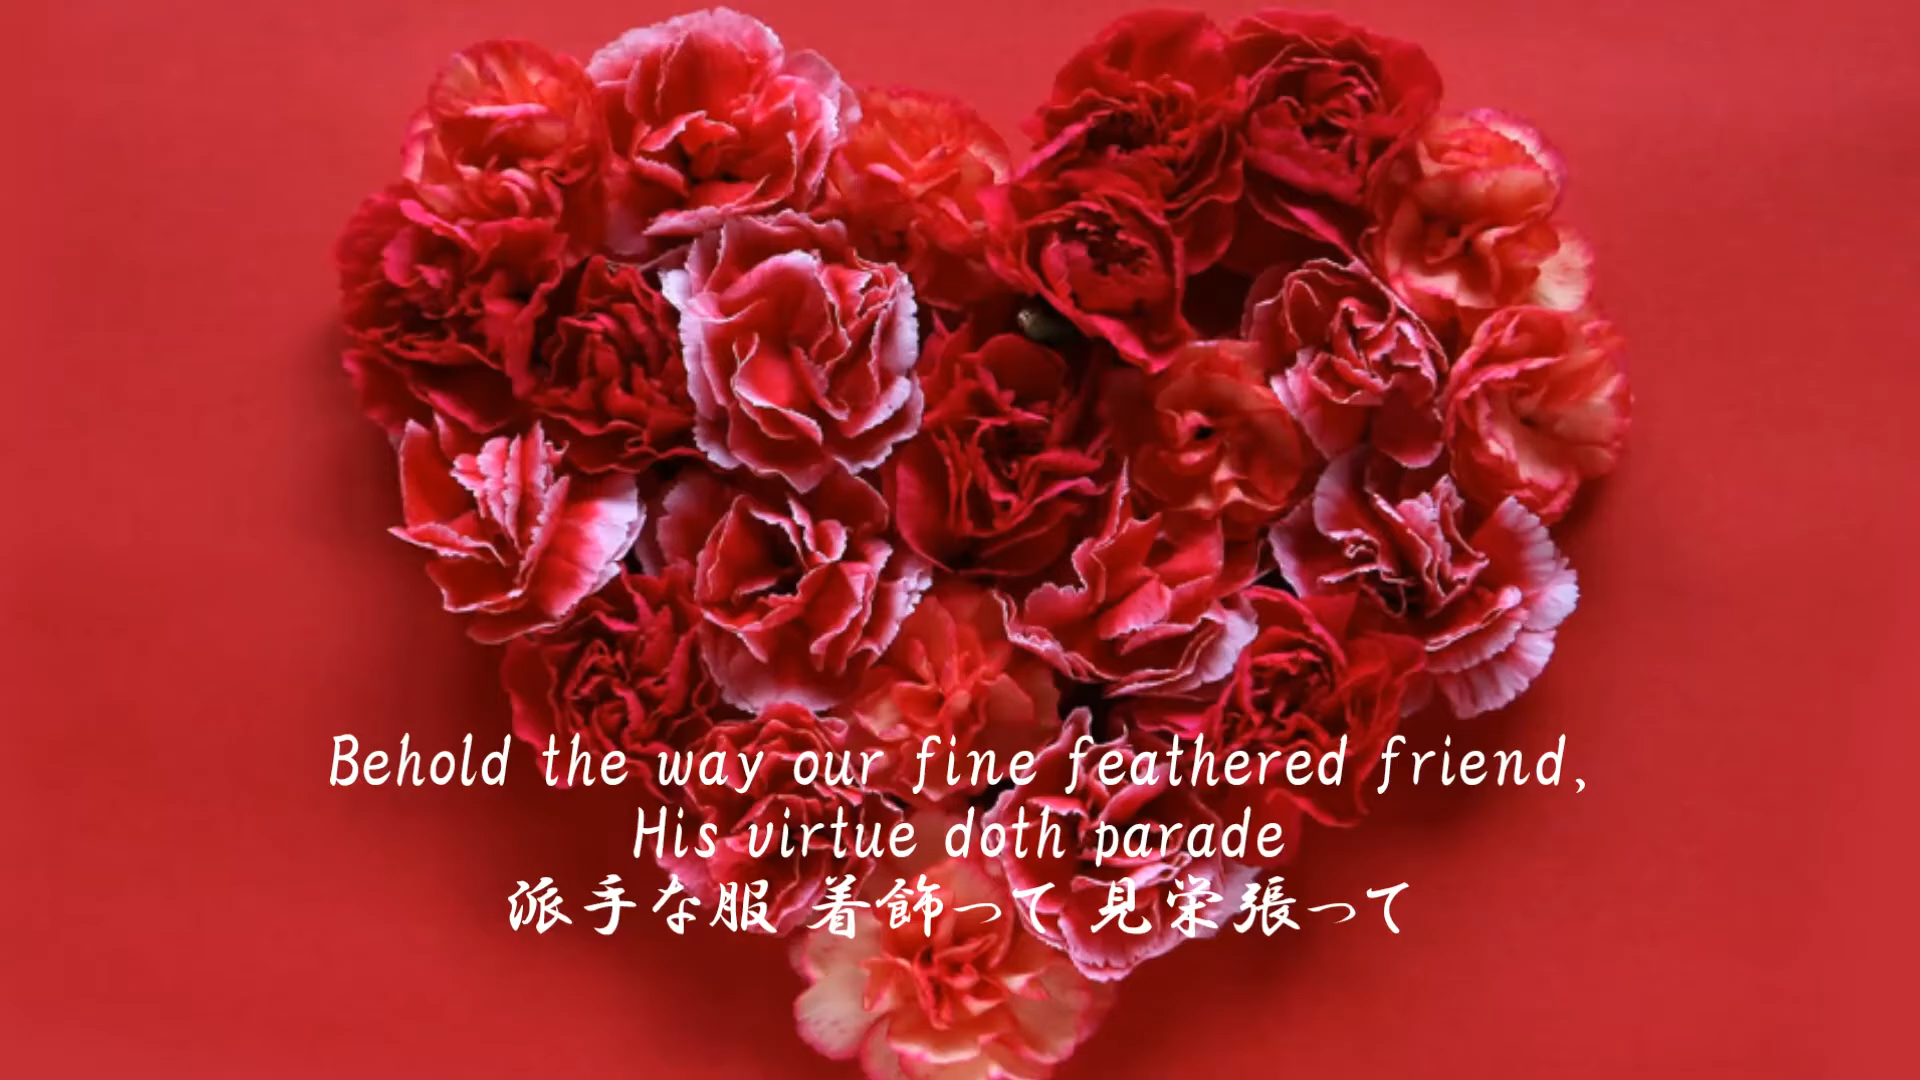 Behold the way our fine feathered friend,
His virtue doth parade
派手な服 着飾って 見栄張って